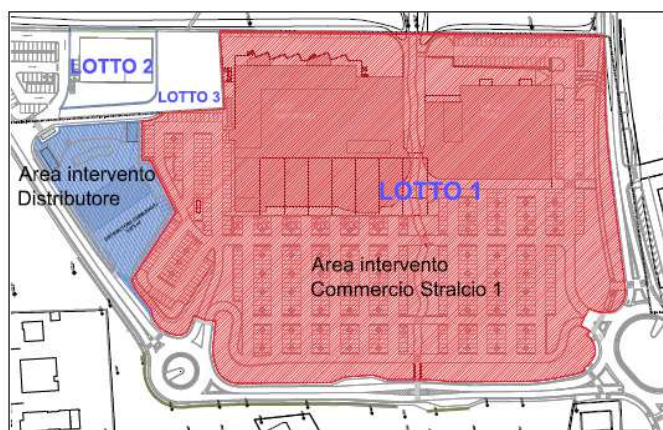 LOTTO 2
LOTTO 3
Area intervento
Distributore
LOTTO 1
Area intervento
Commercio Stralcio 1